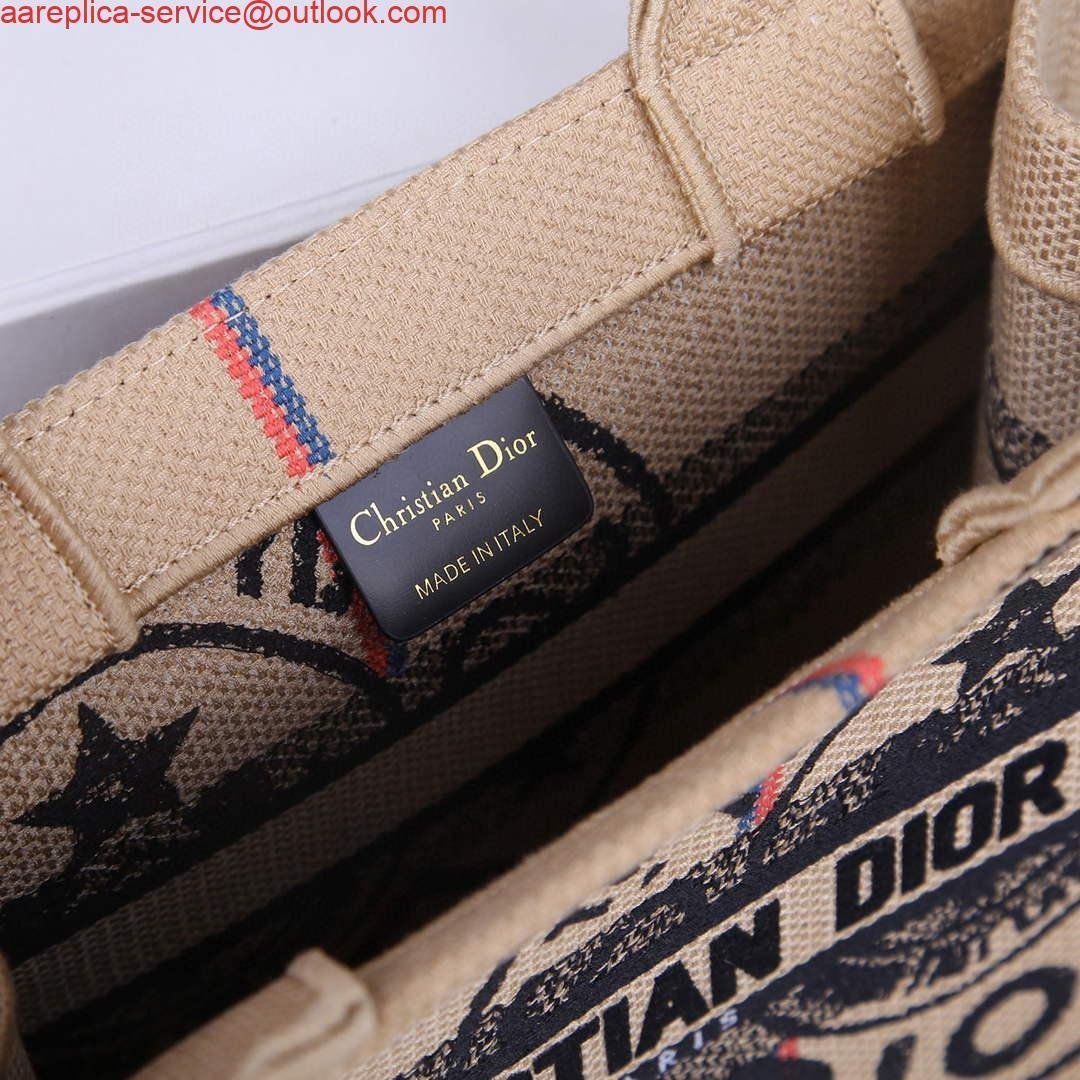 aareplica-service@outlook.com
Christian Dior
PARIS
MADE IN ITALY
TIAN DIOR